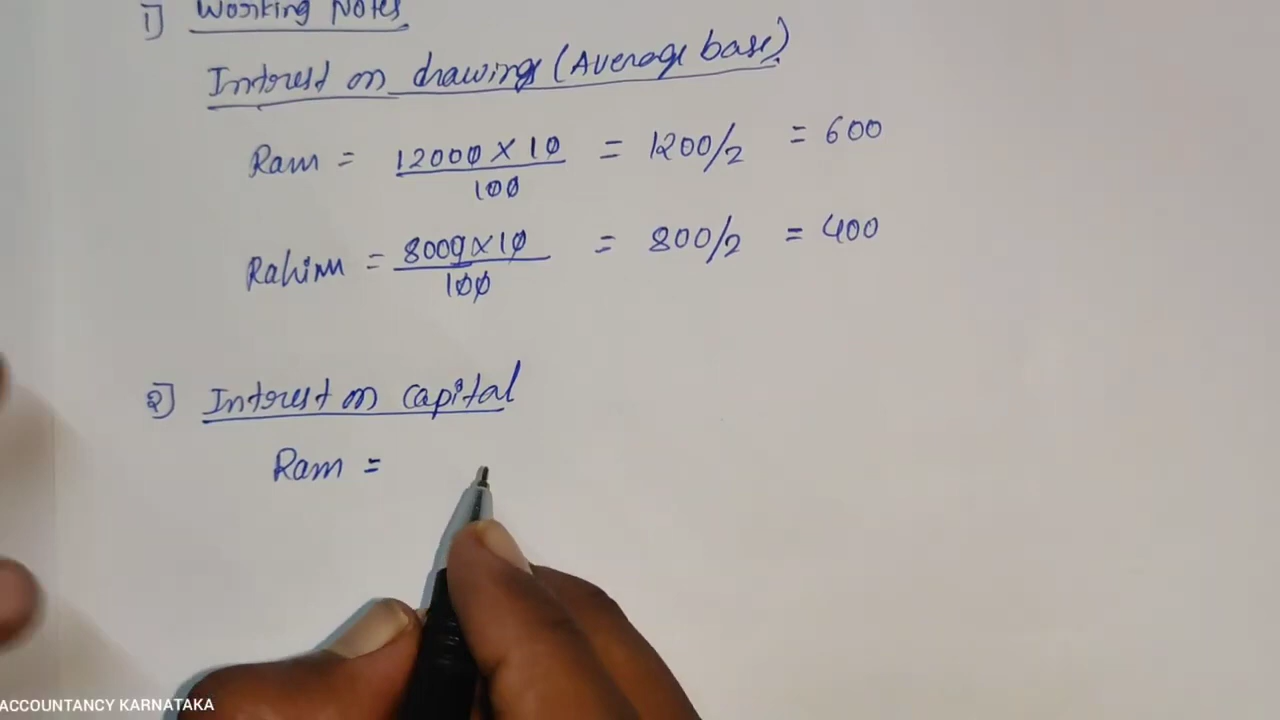 1] Working Notes
Interest on drawings (Average base)
Ram = 12000 X 10 / 100 = 1200/2 = 600
Rahim = 8000 X 10 / 100 = 800/2 = 400
2] Interest on capital
Ram =
ACCOUNTANCY KARNATAKA